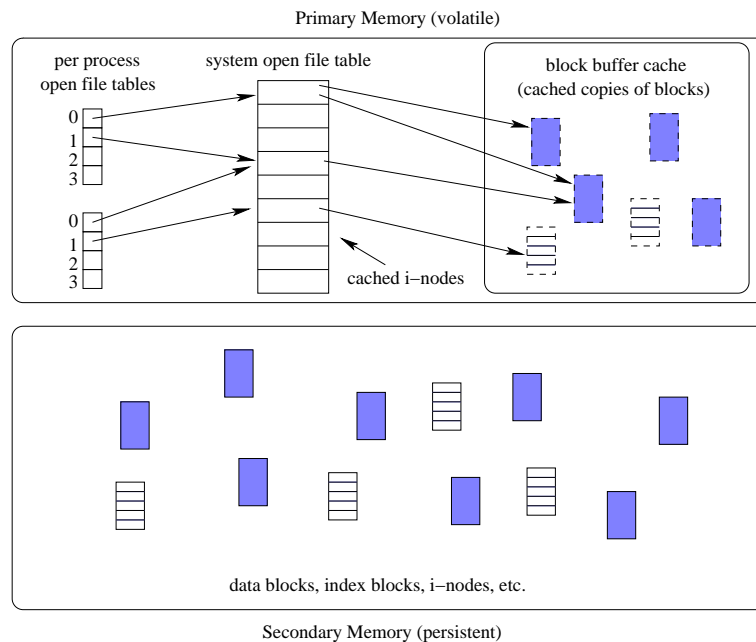 Primary Memory (volatile)
per process
open file tables
system open file table
block buffer cache
(cached copies of blocks)
0
1
2
3
0
1
2
3
cached i−nodes
data blocks, index blocks, i-nodes, etc.
Secondary Memory (persistent)